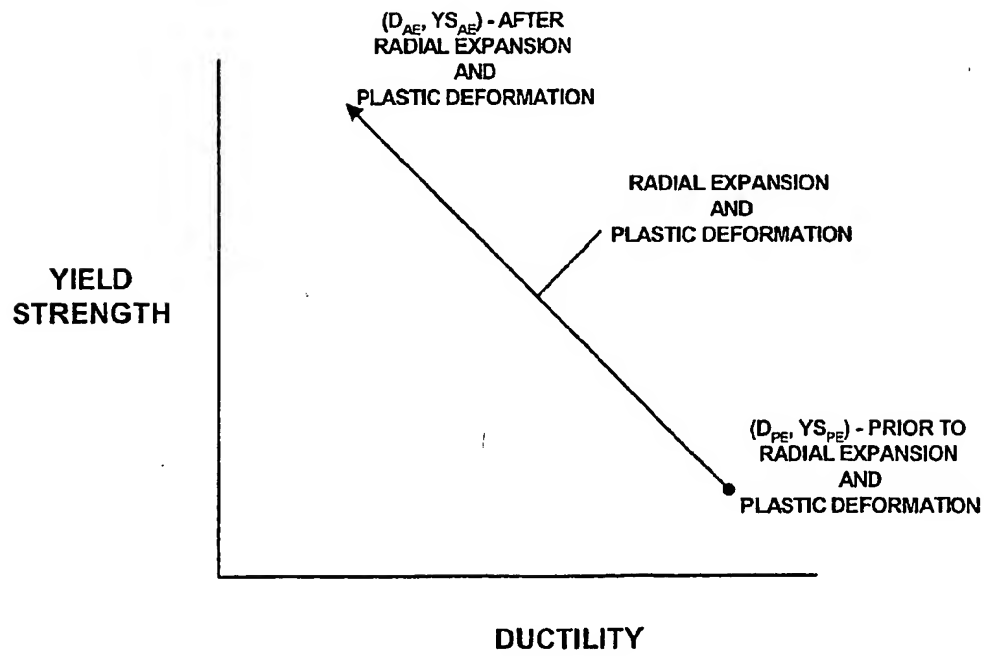 (D_AE, YS_AE) - AFTER
RADIAL EXPANSION
AND
PLASTIC DEFORMATION
RADIAL EXPANSION
AND
PLASTIC DEFORMATION
YIELD
STRENGTH
(D_PE, YS_PE) - PRIOR TO
RADIAL EXPANSION
AND
PLASTIC DEFORMATION
DUCTILITY